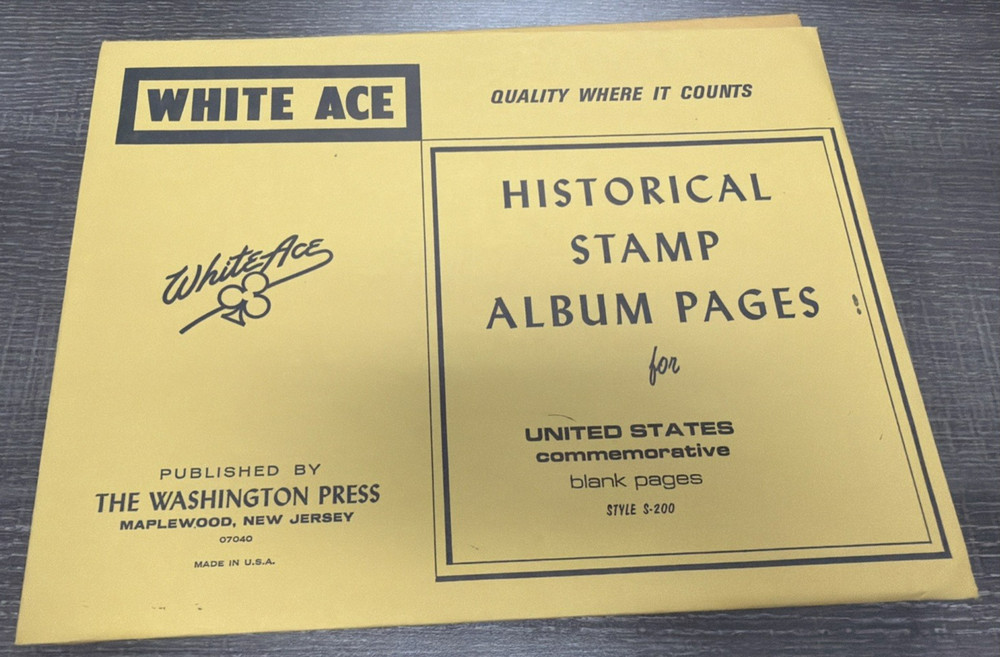 WHITE ACE
QUALITY WHERE IT COUNTS
White Ace
HISTORICAL
STAMP
ALBUM PAGES
for
UNITED STATES
commemorative
blank pages
STYLE S-200
PUBLISHED BY
THE WASHINGTON PRESS
MAPLEWOOD, NEW JERSEY
07040
MADE IN U.S.A.